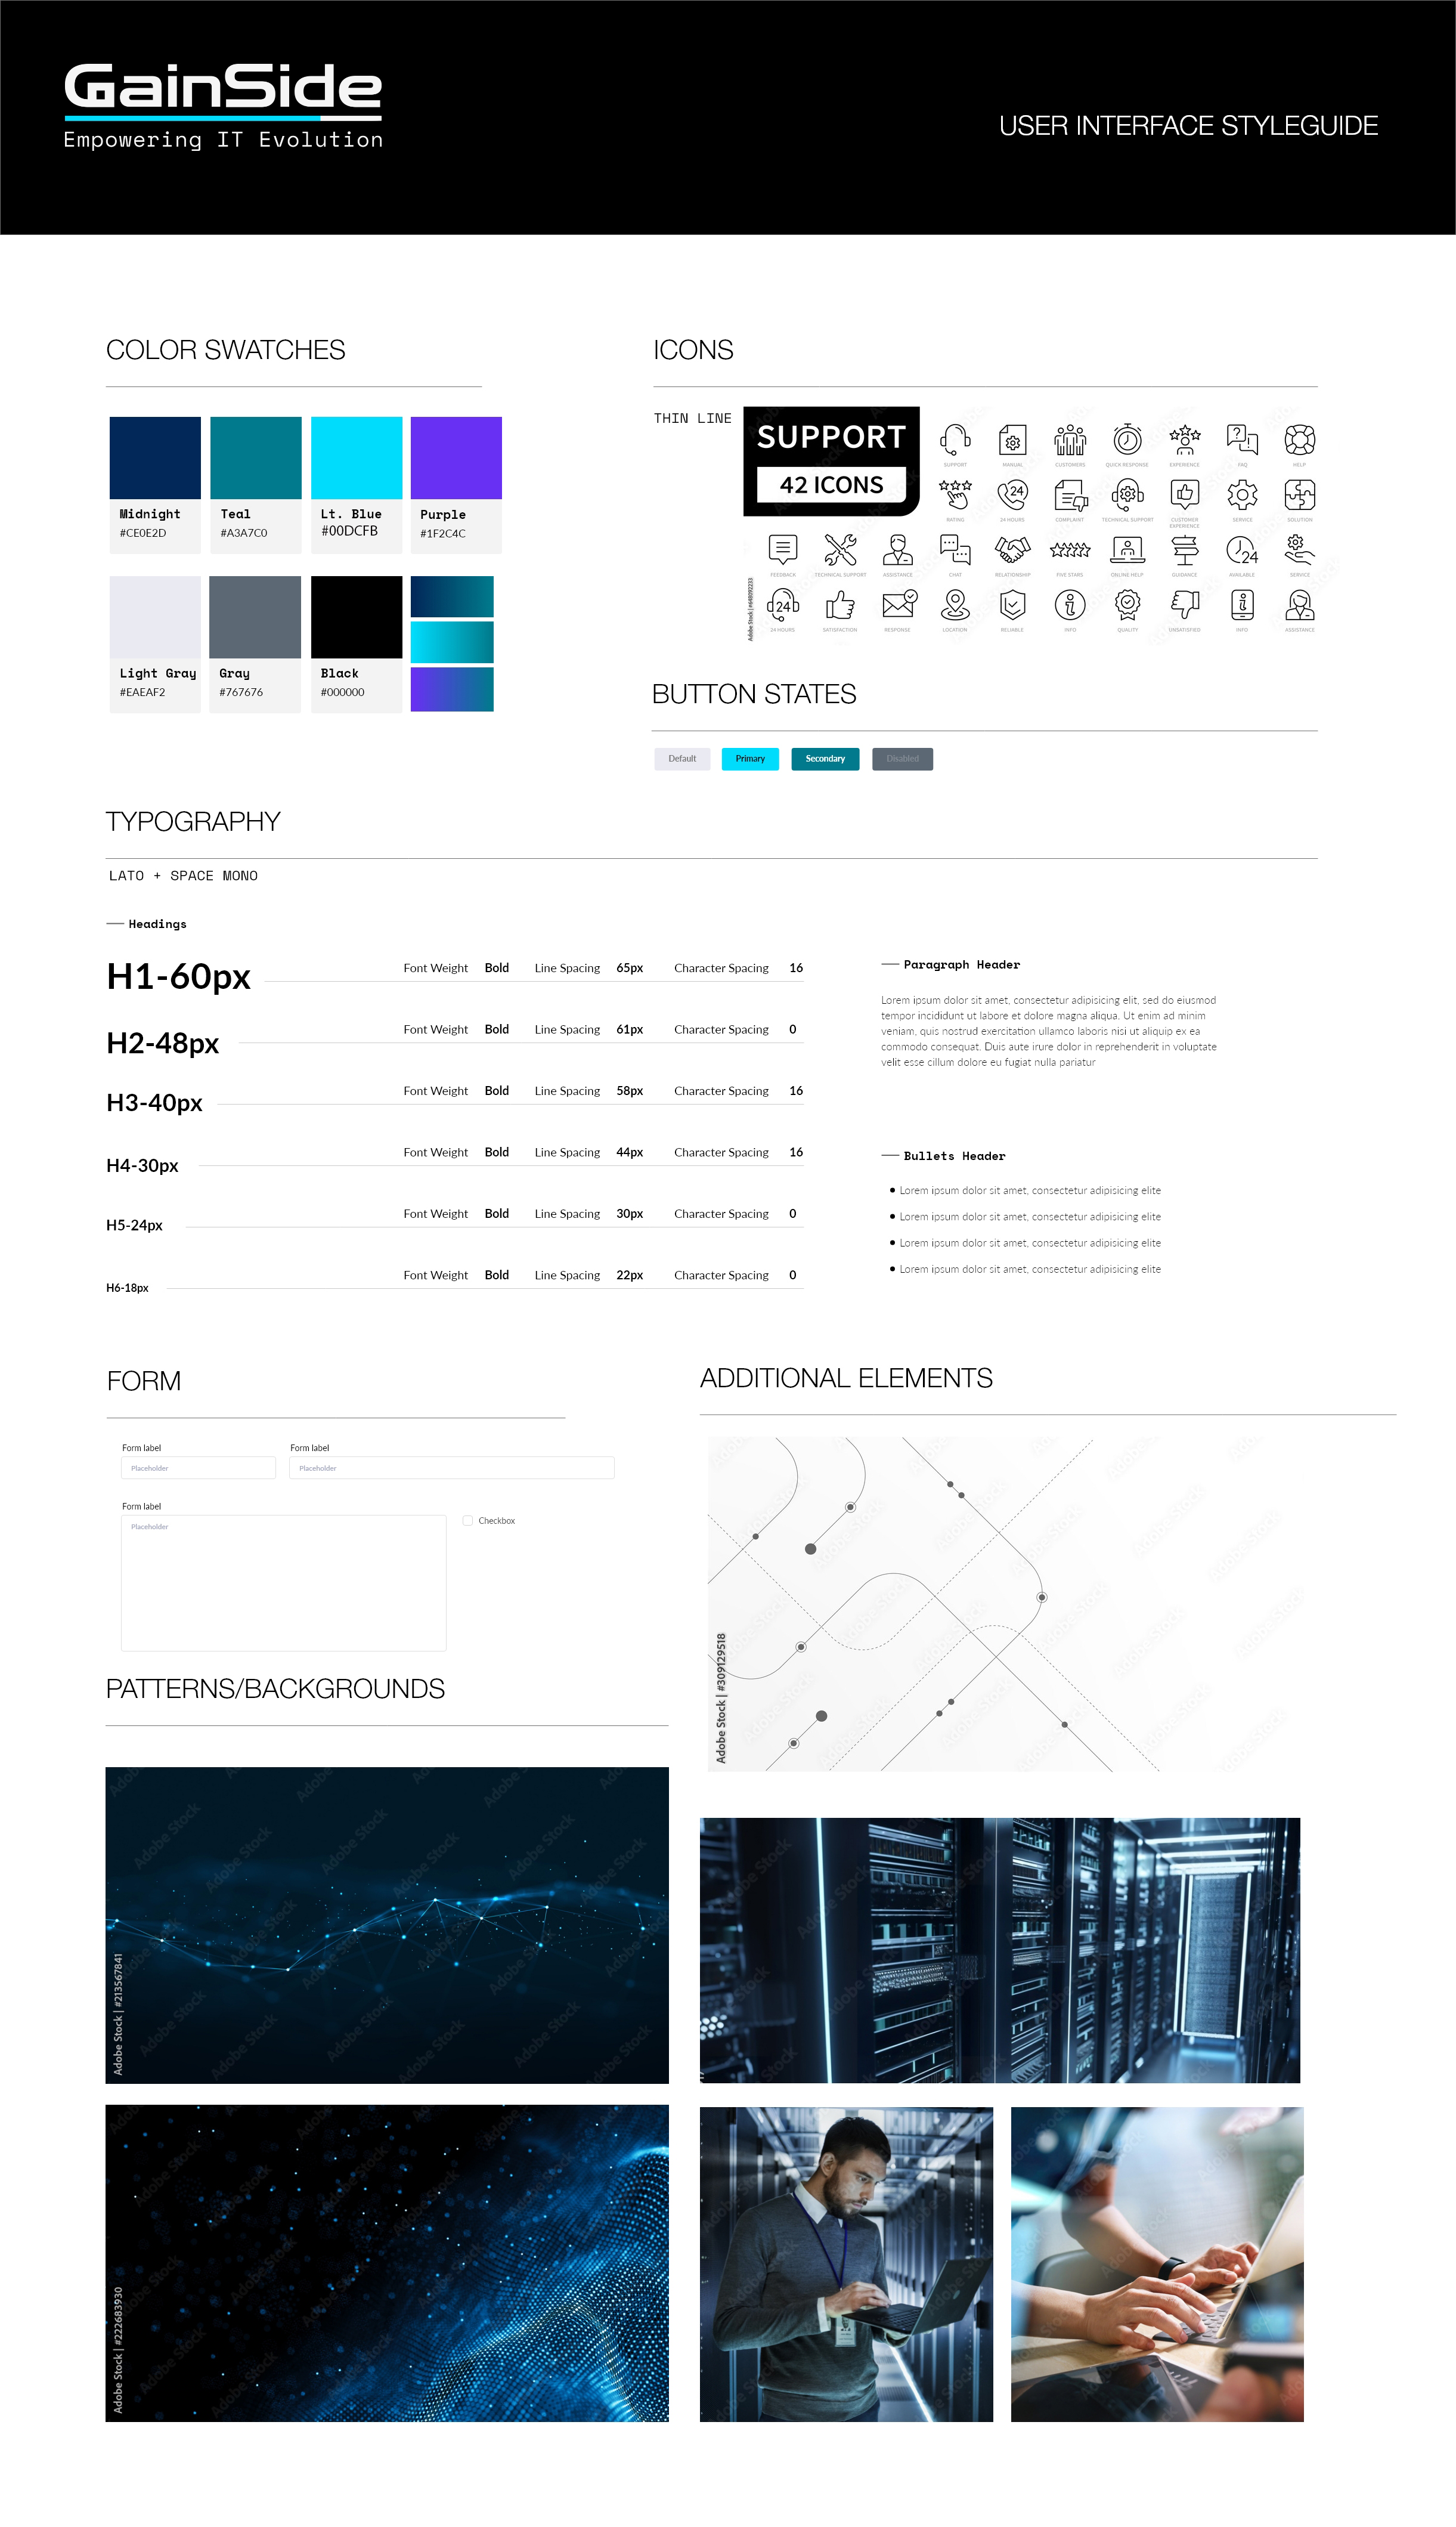 GainSide
Empowering IT Evolution
USER INTERFACE STYLEGUIDE
COLOR SWATCHES
Midnight
#CE0E2D
Teal
#A3A7C0
Lt. Blue
#00DCFB
Purple
#1F2C4C
Light Gray
#EAEAF2
Gray
#767676
Black
#000000
ICONS
THIN LINE
SUPPORT
42 ICONS
SUPPORT
MANUAL
CUSTOMERS
QUICK RESPONSE
EXPERIENCE
FAQ
HELP
RATING
24
24 HOURS
COMPLAINT
TECHNICAL SUPPORT
CUSTOMER
EXPERIENCE
SERVICE
SOLUTION
FEEDBACK
TECHNICAL SUPPORT
ASSISTANCE
CHAT
RELATIONSHIP
FIVE STARS
ONLINE HELP
GUIDANCE
24
AVAILABLE
SERVICE
24
24 HOURS
SATISFACTION
RESPONSE
LOCATION
RELIABLE
INFO
QUALITY
UNSATISFIED
INFO
ASSISTANCE
Adobe Stock | #648092233
BUTTON STATES
Default
Primary
Secondary
Disabled
TYPOGRAPHY
LATO + SPACE MONO
Headings
H1-60px Font Weight Bold Line Spacing 65px Character Spacing 16
H2-48px Font Weight Bold Line Spacing 61px Character Spacing 0
H3-40px Font Weight Bold Line Spacing 58px Character Spacing 16
H4-30px Font Weight Bold Line Spacing 44px Character Spacing 16
H5-24px Font Weight Bold Line Spacing 30px Character Spacing 0
H6-18px Font Weight Bold Line Spacing 22px Character Spacing 0
Paragraph Header
Lorem ipsum dolor sit amet, consectetur adipisicing elit, sed do eiusmod
tempor incididunt ut labore et dolore magna aliqua. Ut enim ad minim
veniam, quis nostrud exercitation ullamco laboris nisi ut aliquip ex ea
commodo consequat. Duis aute irure dolor in reprehenderit in voluptate
velit esse cillum dolore eu fugiat nulla pariatur
Bullets Header
Lorem ipsum dolor sit amet, consectetur adipisicing elite
Lorem ipsum dolor sit amet, consectetur adipisicing elite
Lorem ipsum dolor sit amet, consectetur adipisicing elite
Lorem ipsum dolor sit amet, consectetur adipisicing elite
FORM
Form label
Placeholder
Form label
Placeholder
Form label
Placeholder
Checkbox
ADDITIONAL ELEMENTS
Adobe Stock | #309129518
PATTERNS/BACKGROUNDS
Adobe Stock | #213567841
Adobe Stock | #222683930